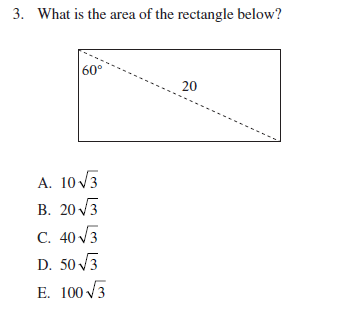 3. What is the area of the rectangle below?
60°
20
A. 10√3
B. 20√3
C. 40√3
D. 50√3
E. 100√3